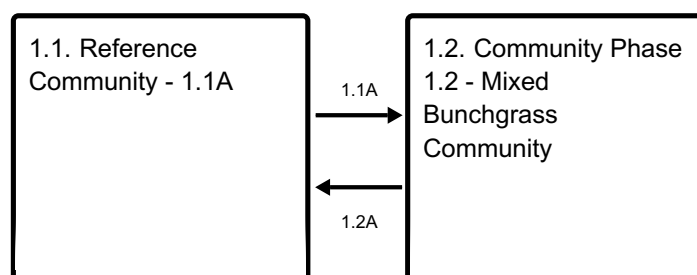 1.1. Reference
Community - 1.1A
1.1A
1.2A
1.2. Community Phase
1.2 - Mixed
Bunchgrass
Community